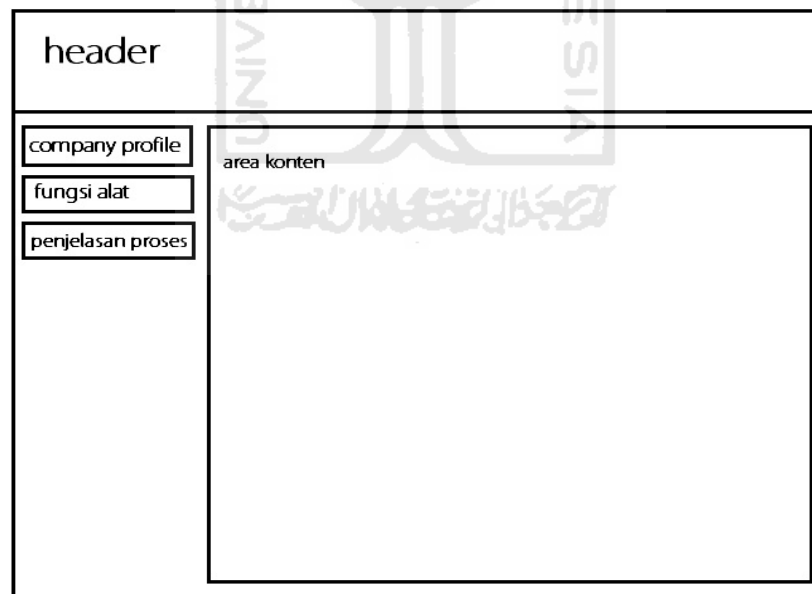 header
company profile
fungsi alat
penjelasan proses
area konten